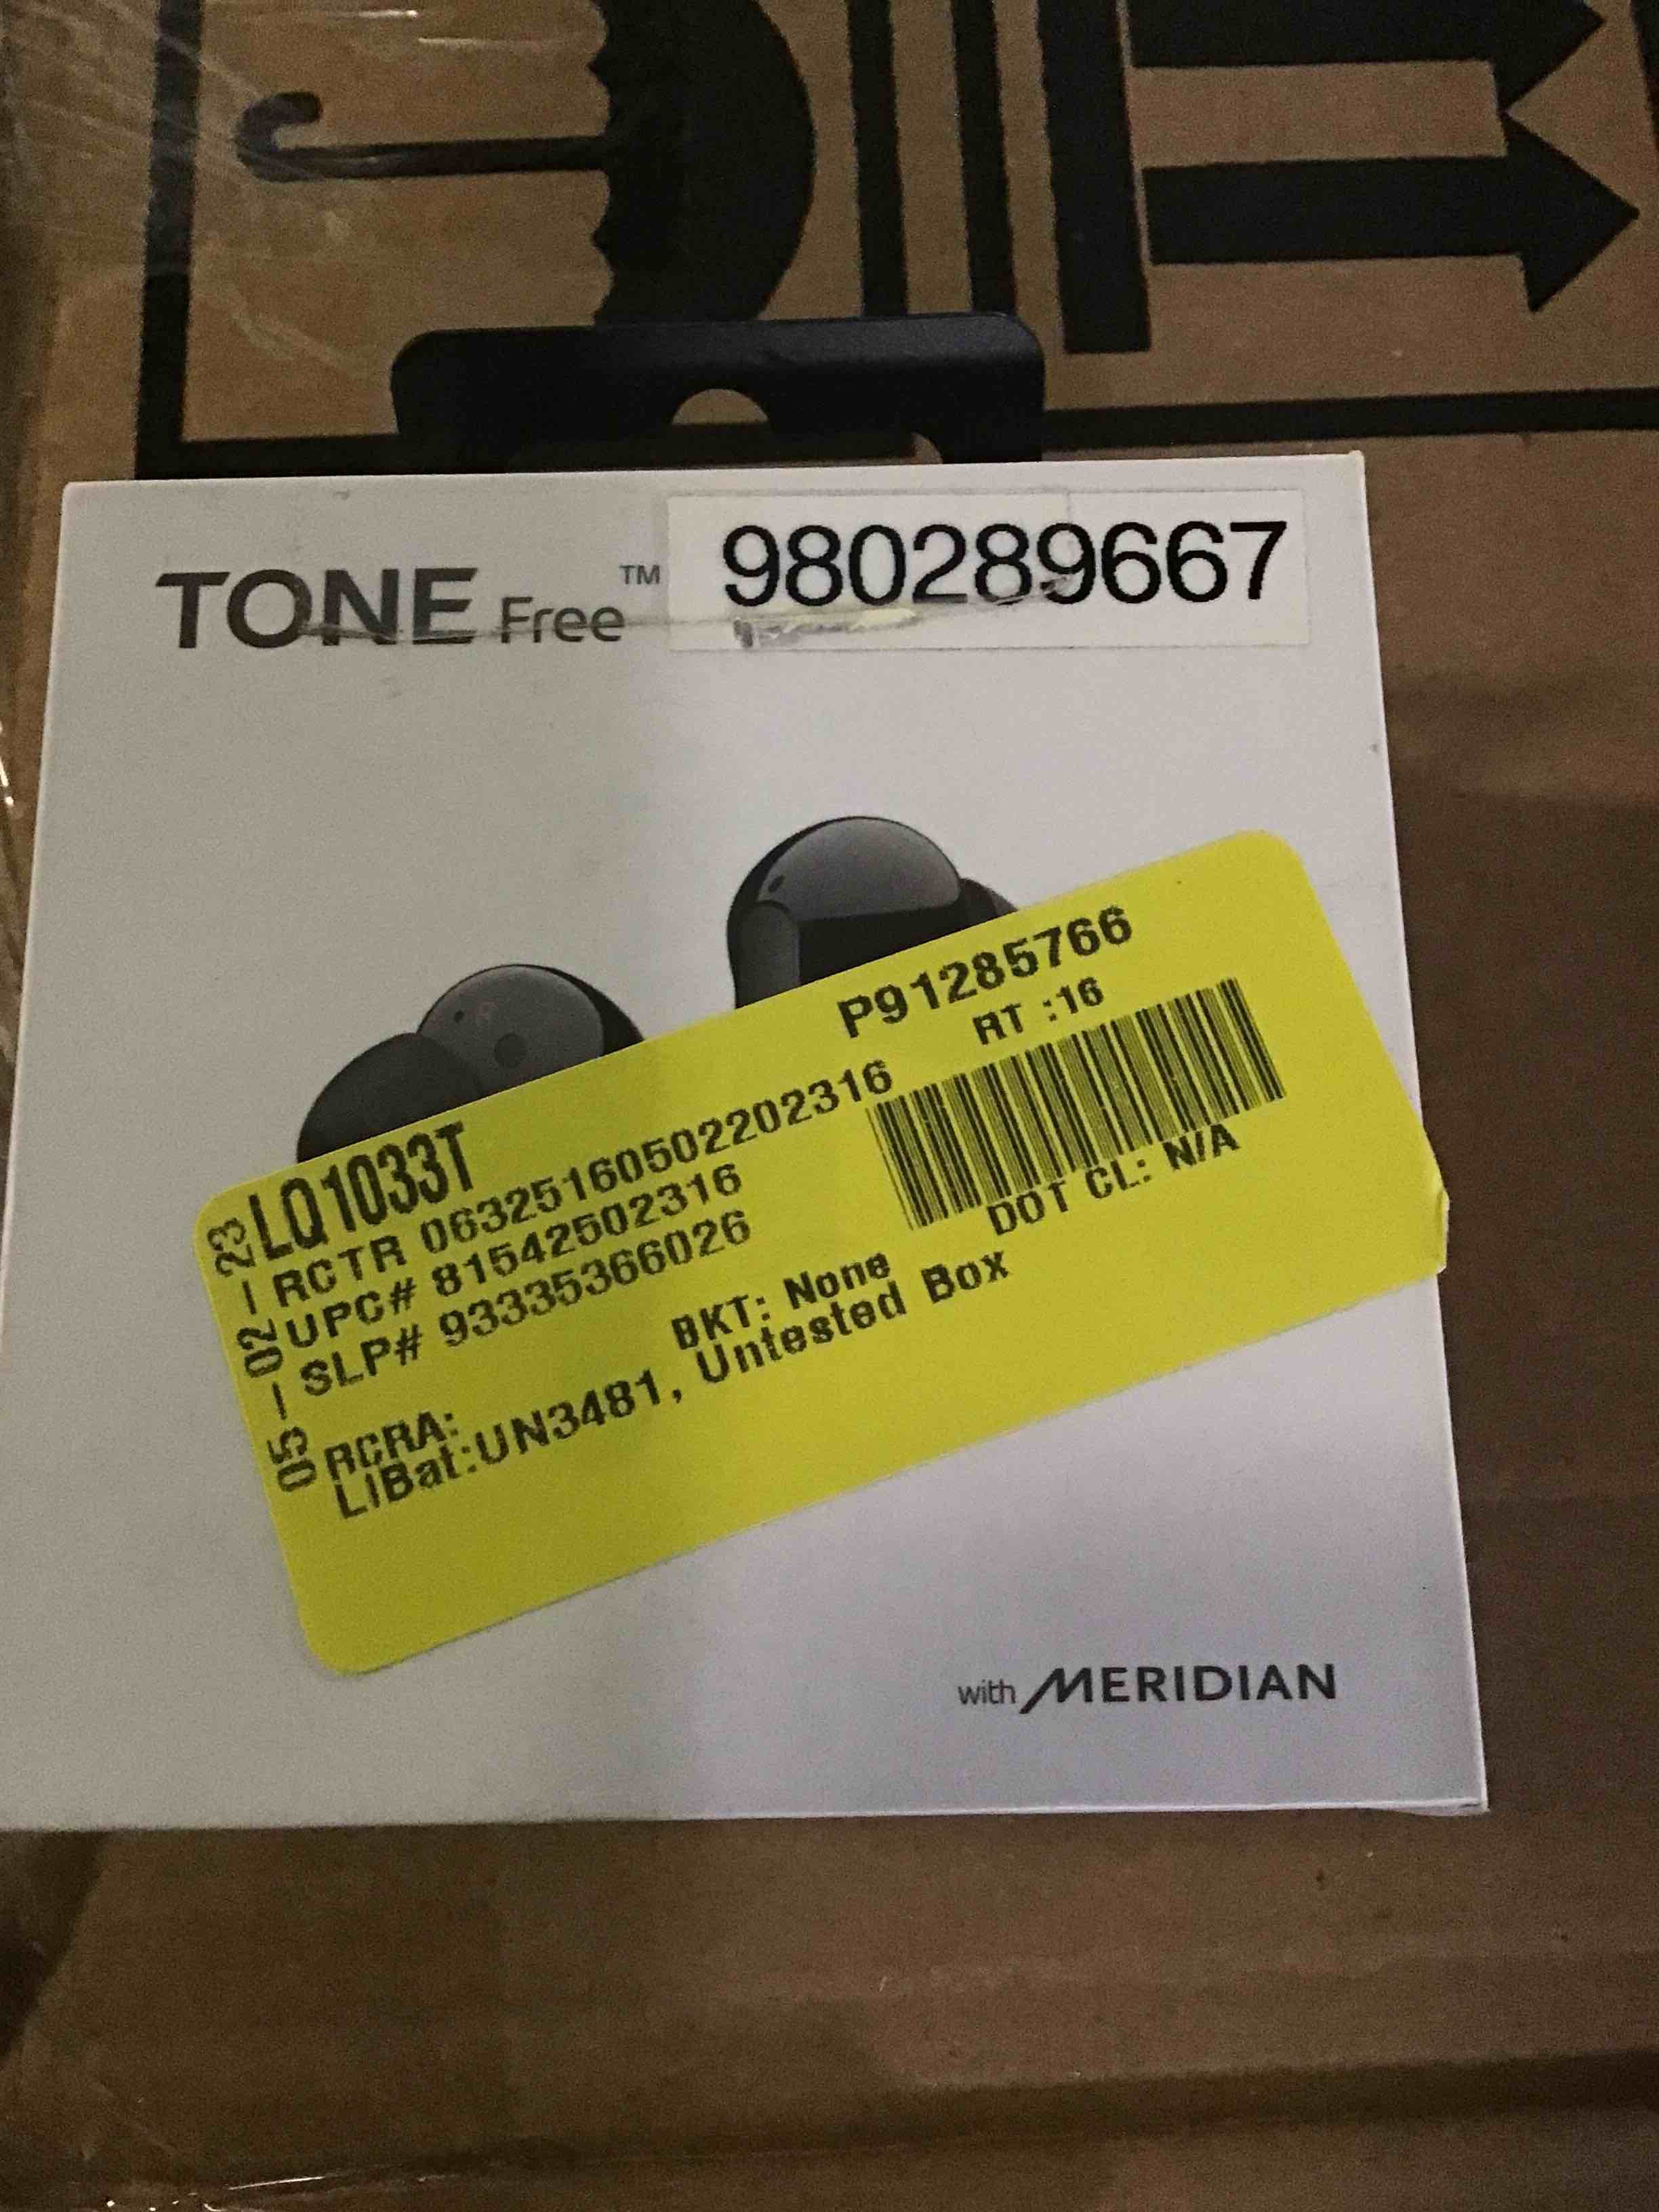 TONE Free™
980289667
P91285766
RT :16
LQ1033T
RCTR 06325160502202316
UPC# 81542502316
SLP# 93335366026
DOT CL: N/A
BKT: None
RCRA:
LiBat:UN3481, Untested Box
05-02-23
with MERIDIAN